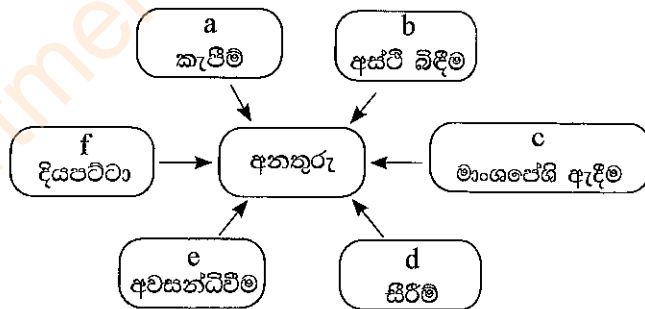 a
කැපීම්
b
අස්ථි බිඳීම
f
දියපට්ටා
අනතුරු
c
මාංශපේශි ඇදීම
e
අවසන්ධිවීම
d
සීරීම්